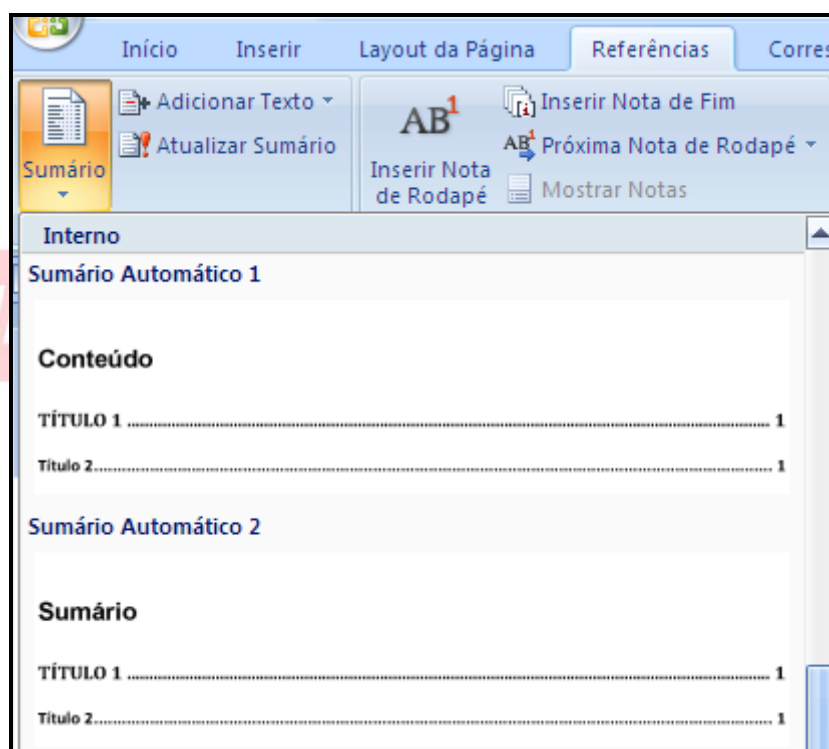 Início Inserir Layout da Página Referências Corres
Sumário
Adicionar Texto
Atualizar Sumário
AB1
Inserir Nota
de Rodapé
Inserir Nota de Fim
AB1 Próxima Nota de Rodapé
Mostrar Notas
Interno
Sumário Automático 1
Conteúdo
TÍTULO 1 ........................................ 1
Título 2........................................ 1
Sumário Automático 2
Sumário
TÍTULO 1 ........................................ 1
Título 2........................................ 1